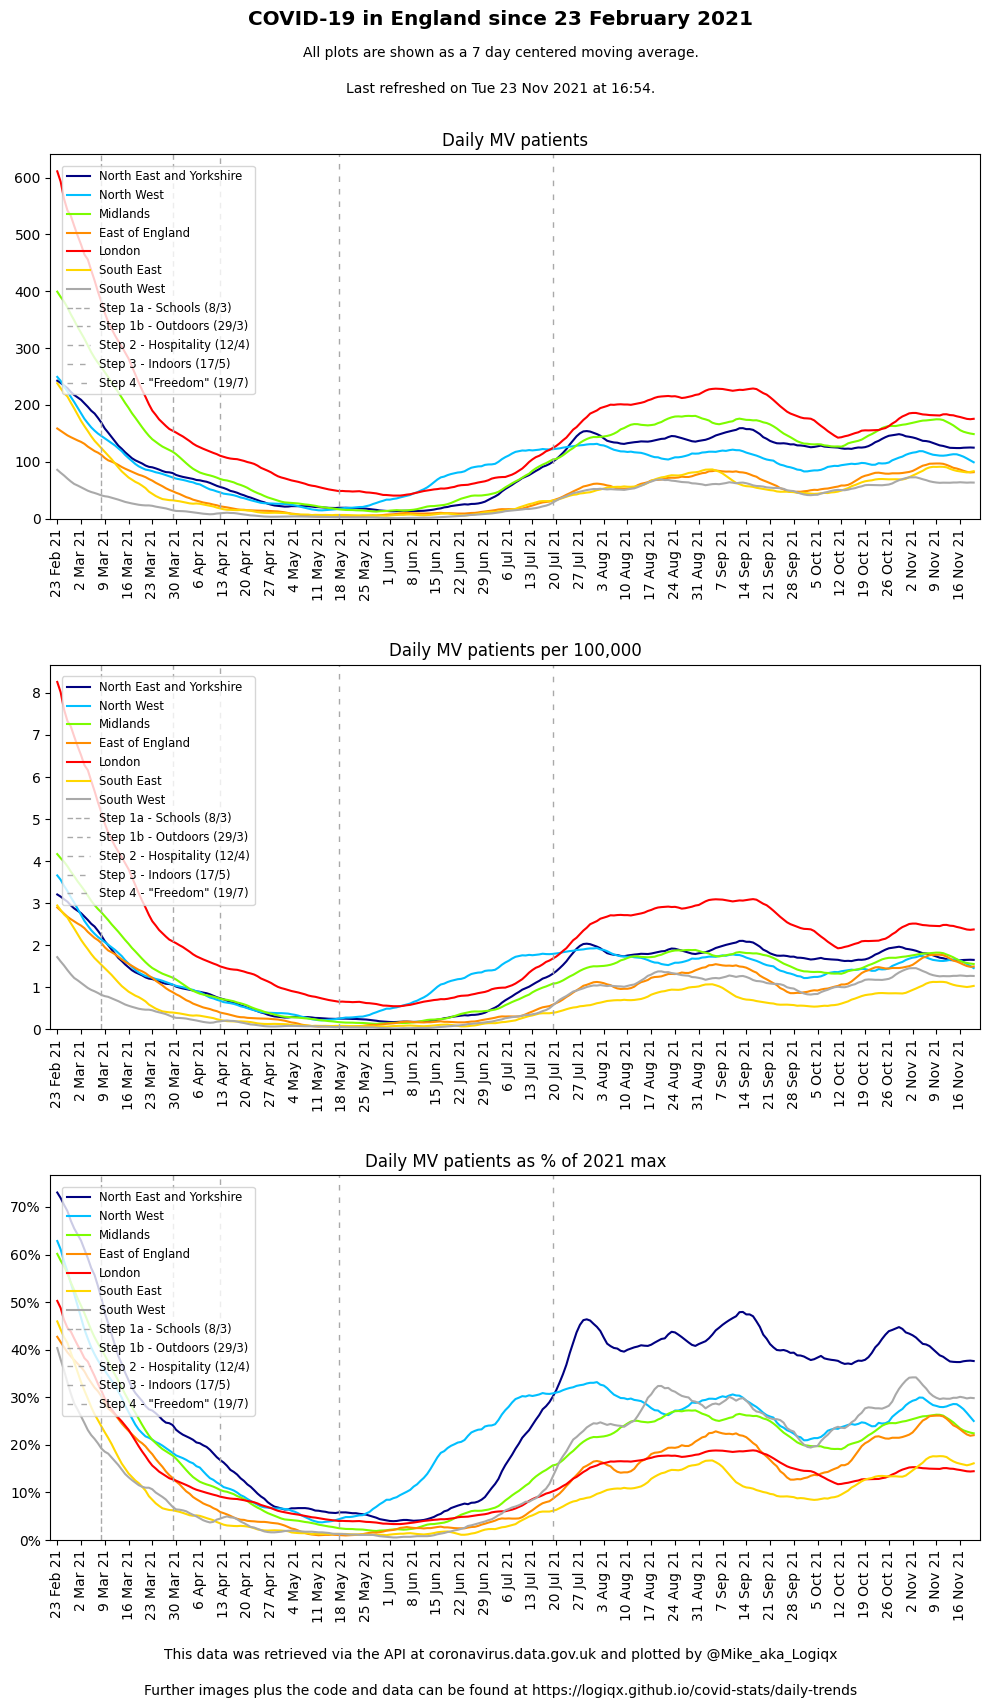 COVID-19 in England since 23 February 2021
All plots are shown as a 7 day centered moving average.
Last refreshed on Tue 23 Nov 2021 at 16:54.
Daily MV patients
North East and Yorkshire
North West
Midlands
East of England
London
South East
South West
Step 1a - Schools (8/3)
Step 1b - Outdoors (29/3)
Step 2 - Hospitality (12/4)
Step 3 - Indoors (17/5)
Step 4 - "Freedom" (19/7)
600
500
400
300
200
100
0
23 Feb 21
2 Mar 21
9 Mar 21
16 Mar 21
23 Mar 21
30 Mar 21
6 Apr 21
13 Apr 21
20 Apr 21
27 Apr 21
4 May 21
11 May 21
18 May 21
25 May 21
1 Jun 21
8 Jun 21
15 Jun 21
22 Jun 21
29 Jun 21
6 Jul 21
13 Jul 21
20 Jul 21
27 Jul 21
3 Aug 21
10 Aug 21
17 Aug 21
24 Aug 21
31 Aug 21
7 Sep 21
14 Sep 21
21 Sep 21
28 Sep 21
5 Oct 21
12 Oct 21
19 Oct 21
26 Oct 21
2 Nov 21
9 Nov 21
16 Nov 21
Daily MV patients per 100,000
North East and Yorkshire
North West
Midlands
East of England
London
South East
South West
Step 1a - Schools (8/3)
Step 1b - Outdoors (29/3)
Step 2 - Hospitality (12/4)
Step 3 - Indoors (17/5)
Step 4 - "Freedom" (19/7)
8
7
6
5
4
3
2
1
0
23 Feb 21
2 Mar 21
9 Mar 21
16 Mar 21
23 Mar 21
30 Mar 21
6 Apr 21
13 Apr 21
20 Apr 21
27 Apr 21
4 May 21
11 May 21
18 May 21
25 May 21
1 Jun 21
8 Jun 21
15 Jun 21
22 Jun 21
29 Jun 21
6 Jul 21
13 Jul 21
20 Jul 21
27 Jul 21
3 Aug 21
10 Aug 21
17 Aug 21
24 Aug 21
31 Aug 21
7 Sep 21
14 Sep 21
21 Sep 21
28 Sep 21
5 Oct 21
12 Oct 21
19 Oct 21
26 Oct 21
2 Nov 21
9 Nov 21
16 Nov 21
Daily MV patients as % of 2021 max
North East and Yorkshire
North West
Midlands
East of England
London
South East
South West
Step 1a - Schools (8/3)
Step 1b - Outdoors (29/3)
Step 2 - Hospitality (12/4)
Step 3 - Indoors (17/5)
Step 4 - "Freedom" (19/7)
70%
60%
50%
40%
30%
20%
10%
0%
23 Feb 21
2 Mar 21
9 Mar 21
16 Mar 21
23 Mar 21
30 Mar 21
6 Apr 21
13 Apr 21
20 Apr 21
27 Apr 21
4 May 21
11 May 21
18 May 21
25 May 21
1 Jun 21
8 Jun 21
15 Jun 21
22 Jun 21
29 Jun 21
6 Jul 21
13 Jul 21
20 Jul 21
27 Jul 21
3 Aug 21
10 Aug 21
17 Aug 21
24 Aug 21
31 Aug 21
7 Sep 21
14 Sep 21
21 Sep 21
28 Sep 21
5 Oct 21
12 Oct 21
19 Oct 21
26 Oct 21
2 Nov 21
9 Nov 21
16 Nov 21
This data was retrieved via the API at coronavirus.data.gov.uk and plotted by @Mike_aka_Logiqx
Further images plus the code and data can be found at https://logiqx.github.io/covid-stats/daily-trends